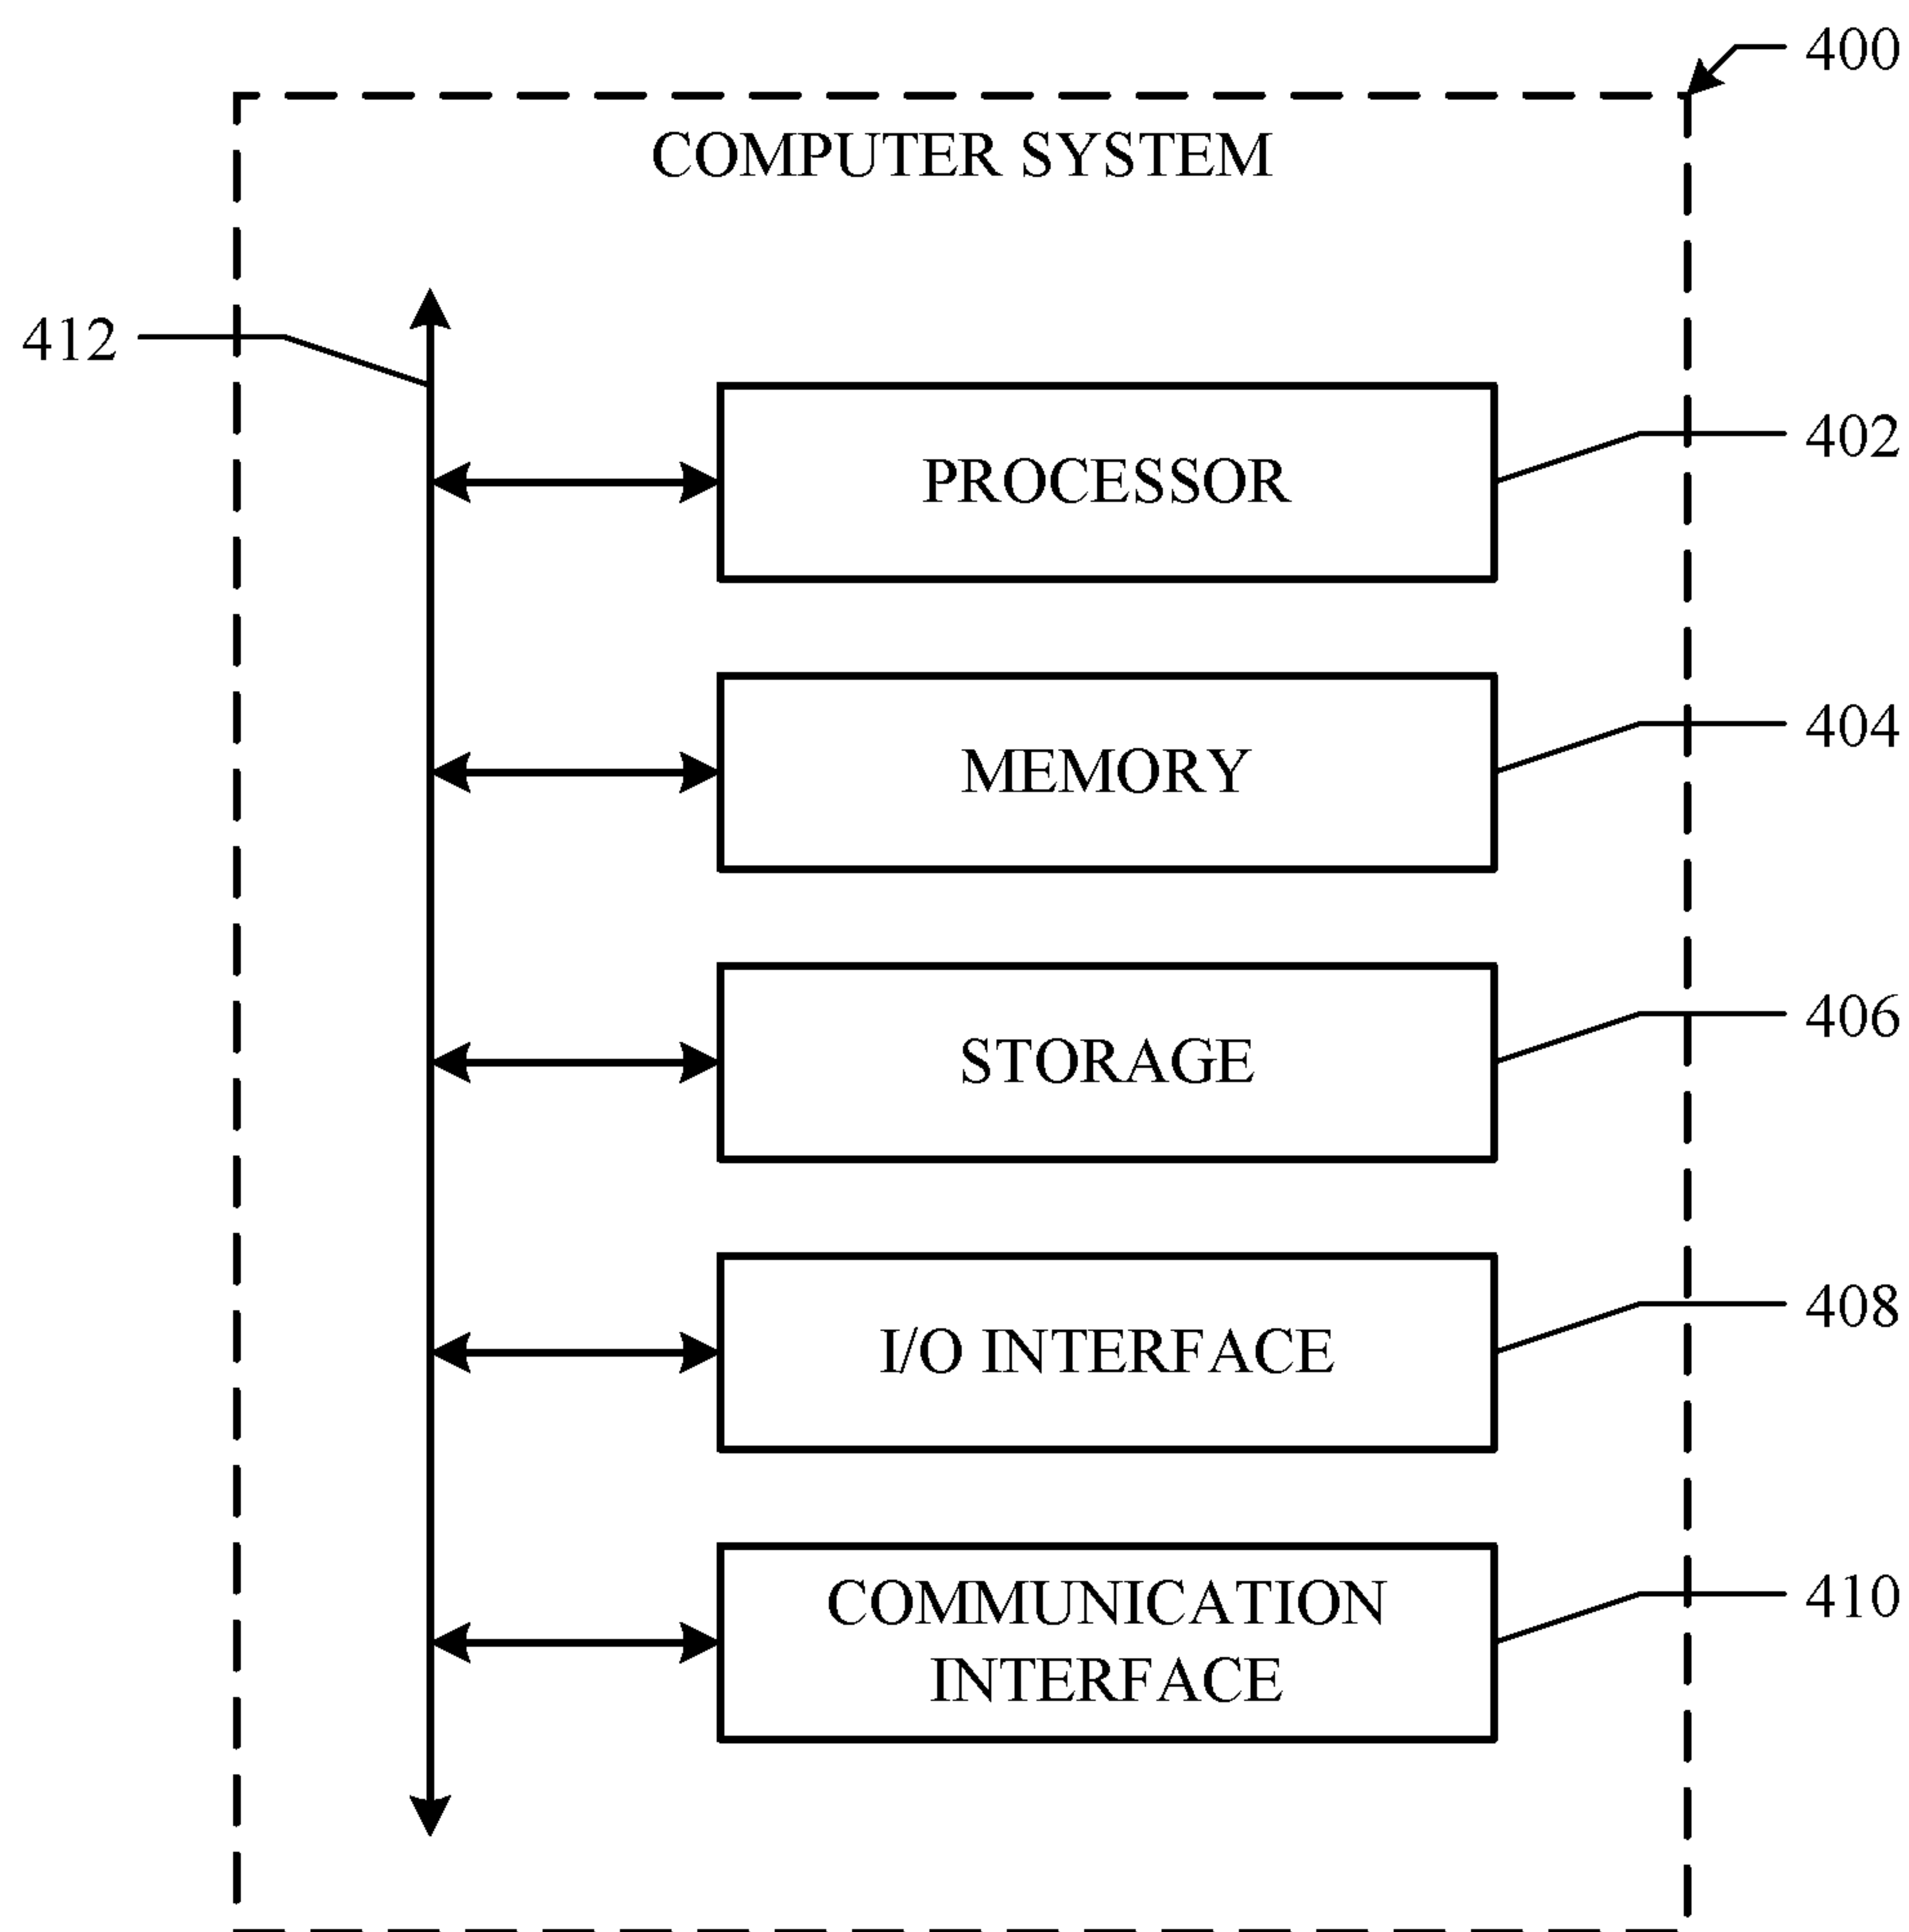 400
COMPUTER SYSTEM
412
PROCESSOR
402
MEMORY
404
STORAGE
406
I/O INTERFACE
408
COMMUNICATION
INTERFACE
410